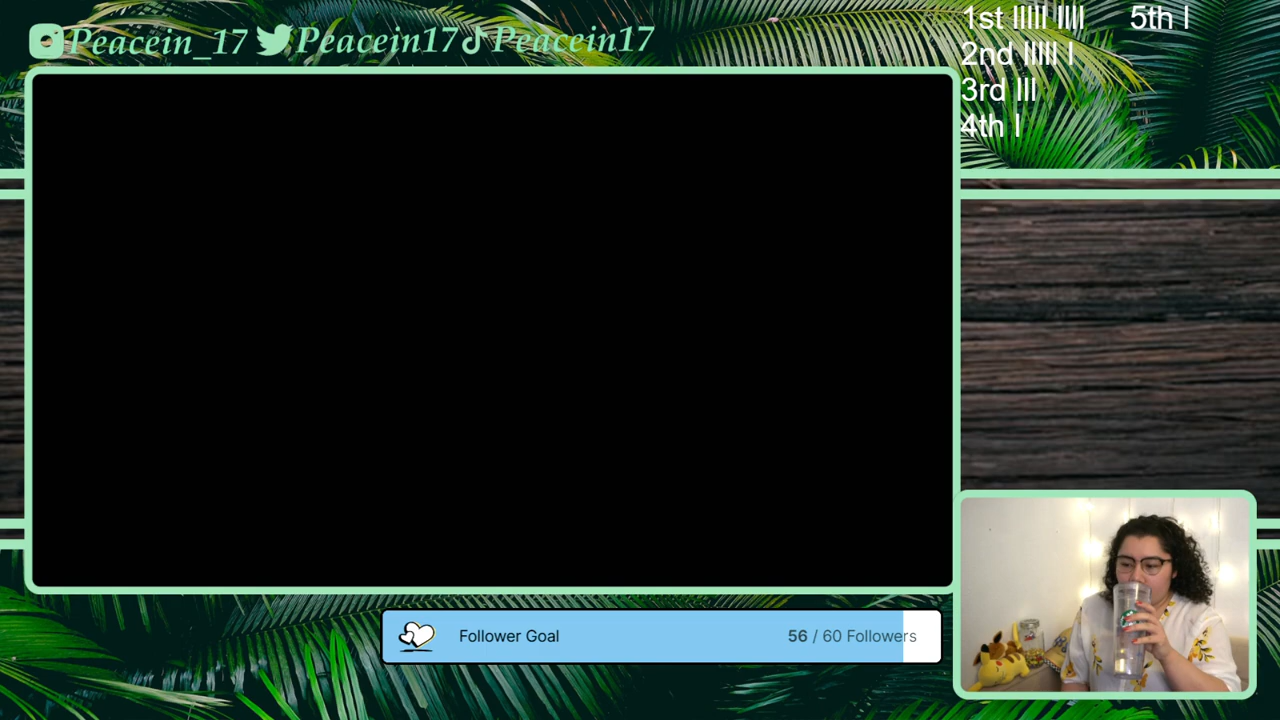 Peacein_17 Peacein17 Peacein17
1st IIIII IIII 5th I
2nd IIIII I
3rd III
4th I
Follower Goal 56 / 60 Followers